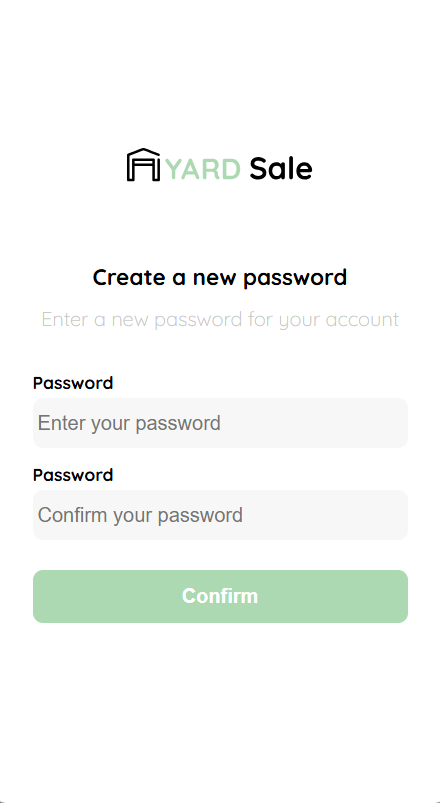 YARD Sale
Create a new password
Enter a new password for your account
Password
Enter your password
Password
Confirm your password
Confirm